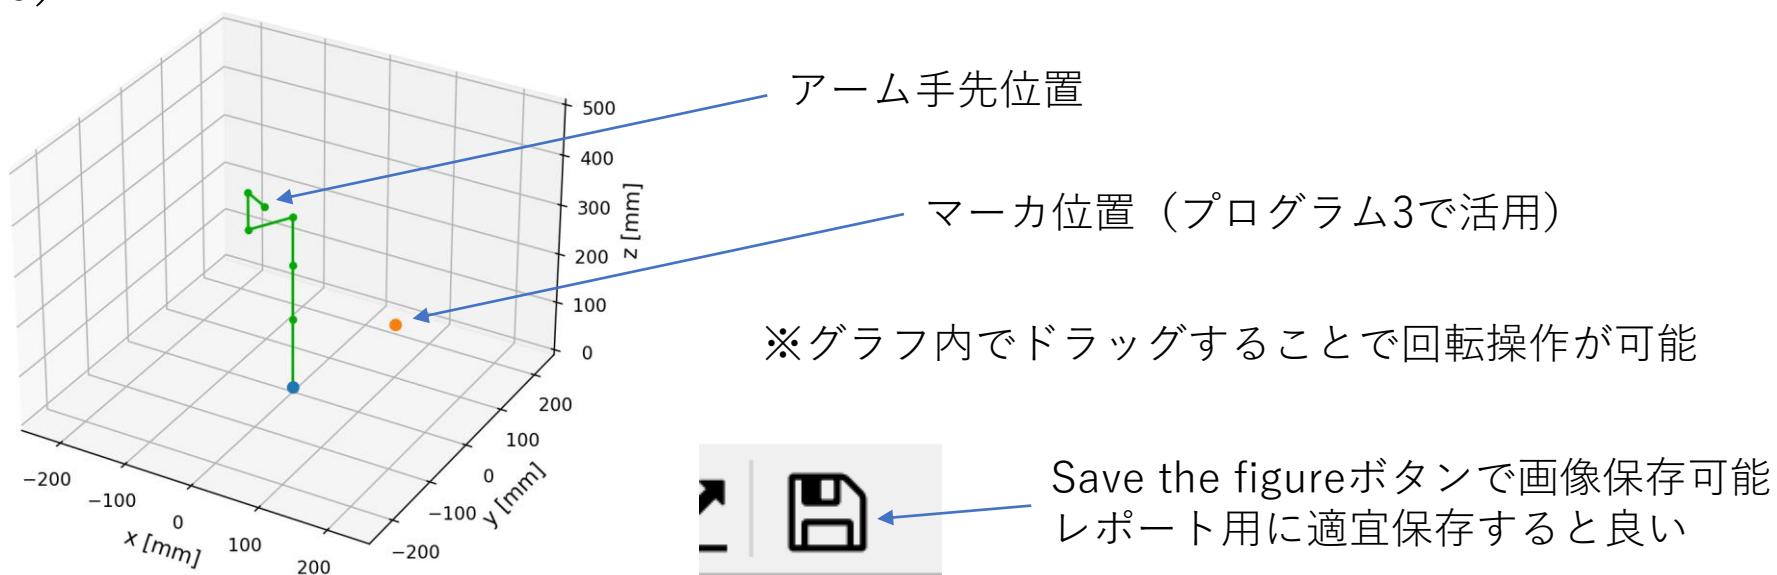 アーム手先位置
マーカ位置（プログラム3で活用）
※グラフ内でドラッグすることで回転操作が可能
Save the figureボタンで画像保存可能
レポート用に適宜保存すると良い
500
400
300
200
100
0
z [mm]
200
100
0
−100
−200
y [mm]
−200
−100
0
100
200
x [mm]